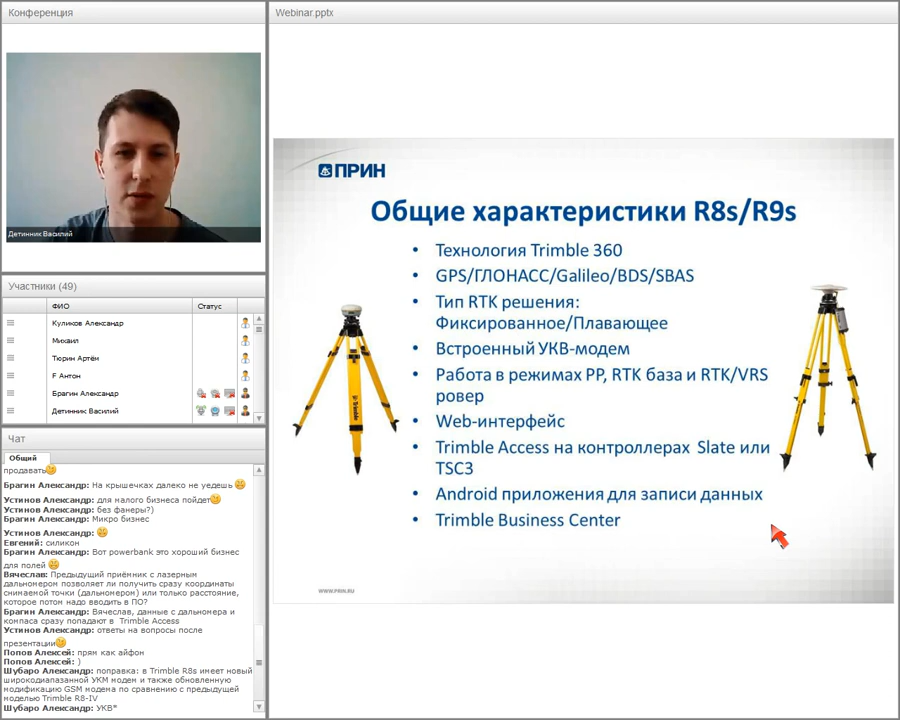 Конференция
Детинник Василий
Участники (49)
ФИО
Статус
Куликов Александр
Михаил
Тюрин Артём
F Антон
Брагин Александр
Детинник Василий
Чат
Общий
продавать
Брагин Александр: На крышечках далеко не уедешь
Устинов Александр: для малого бизнеса пойдет
Устинов Александр: без фанеры?)
Брагин Александр: Микро бизнес
Устинов Александр:
Евгений: силикон
Брагин Александр: Вот powerbank это хороший бизнес
для полей
Вячеслав: Предыдущий приёмник с лазерным
дальномером позволяет ли получить сразу координаты
снимаемой точки (дальномером) или только расстояние,
которое потом надо вводить в ПО?
Брагин Александр: Вячеслав, данные с дальномера и
компаса сразу попадают в Trimble Access
Устинов Александр: ответы на вопросы после
презентации
Попов Алексей: прям как айфон
Попов Алексей: )
Шубаро Александр: поправка: в Trimble R8s имеет новый
широкодиапазанной УКМ модем и также обновленную
модификацию GSM модема по сравнению с предыдущей
моделью Trimble R8-IV
Шубаро Александр: УКВ*
Webinar.pptx
ПРИН
Общие характеристики R8s/R9s
• Технология Trimble 360
• GPS/ГЛОНАСС/Galileo/BDS/SBAS
• Тип RTK решения:
Фиксированное/Плавающее
• Встроенный УКВ-модем
• Работа в режимах PP, RTK база и RTK/VRS
ровер
• Web-интерфейс
• Trimble Access на контроллерах Slate или
TSC3
• Android приложения для записи данных
• Trimble Business Center
Trimble
WWW.PRIN.RU